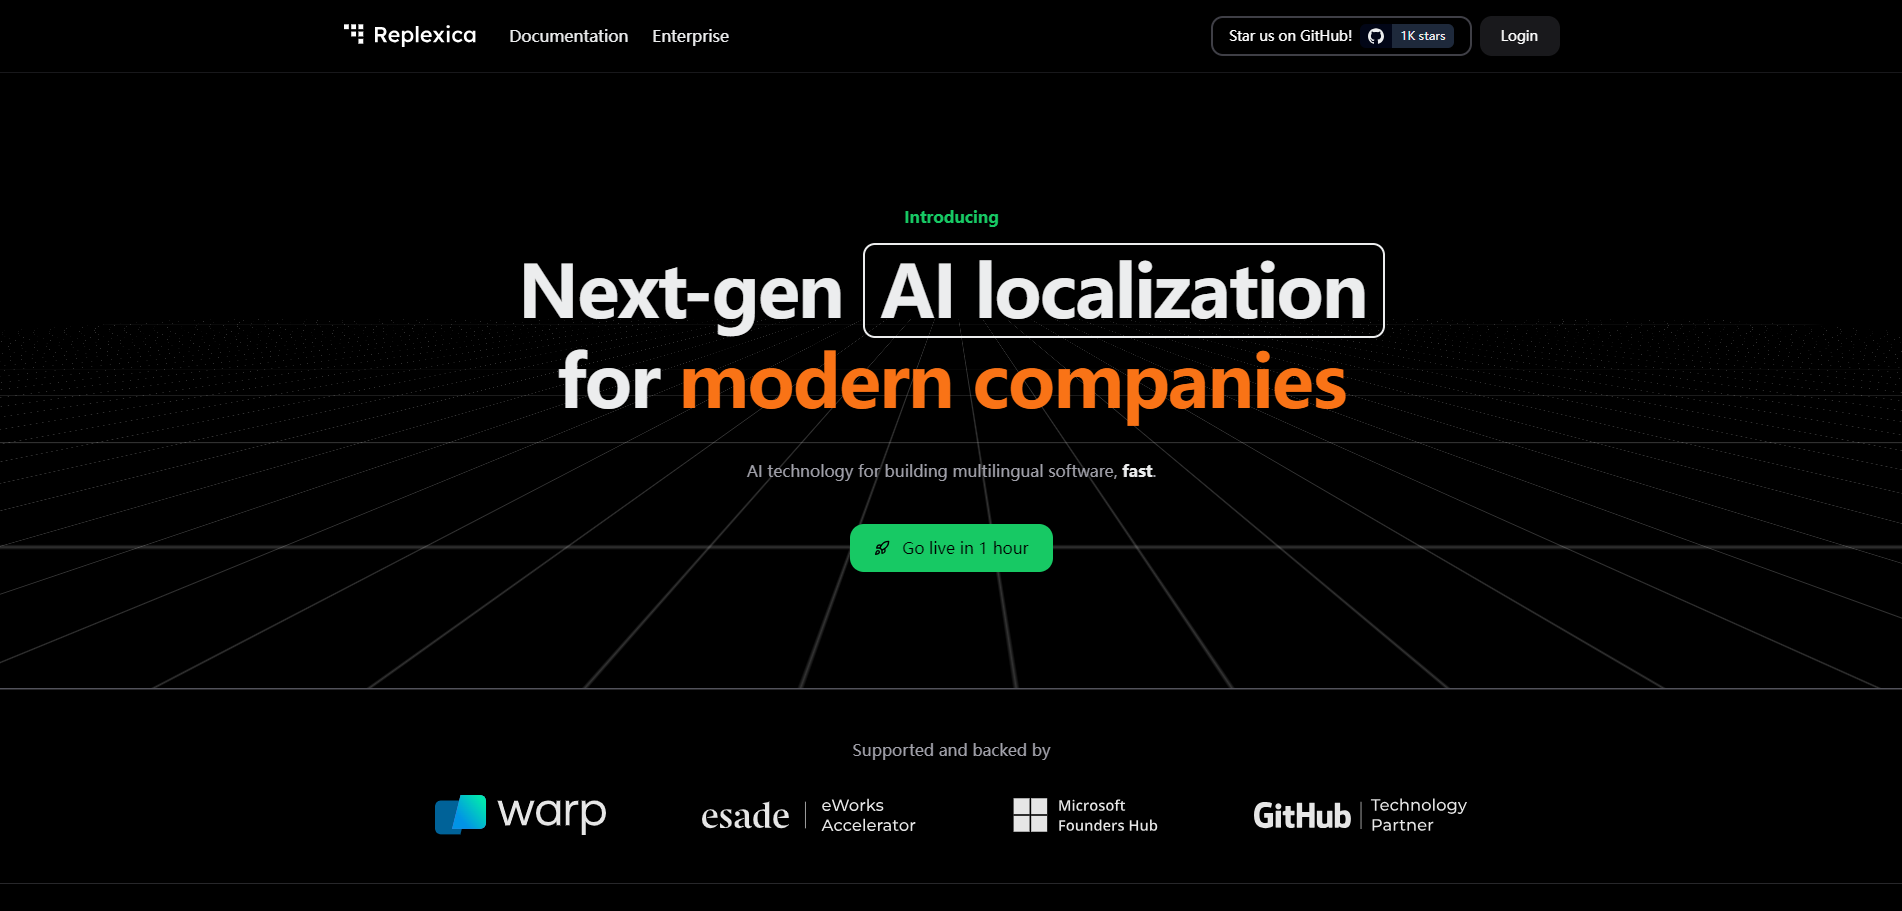 Replexica
Documentation
Enterprise
Star us on GitHub!
1K stars
Login
Introducing
Next-gen AI localization
for modern companies
AI technology for building multilingual software, fast.
Go live in 1 hour
Supported and backed by
warp
esade
eWorks
Accelerator
Microsoft
Founders Hub
GitHub
Technology
Partner